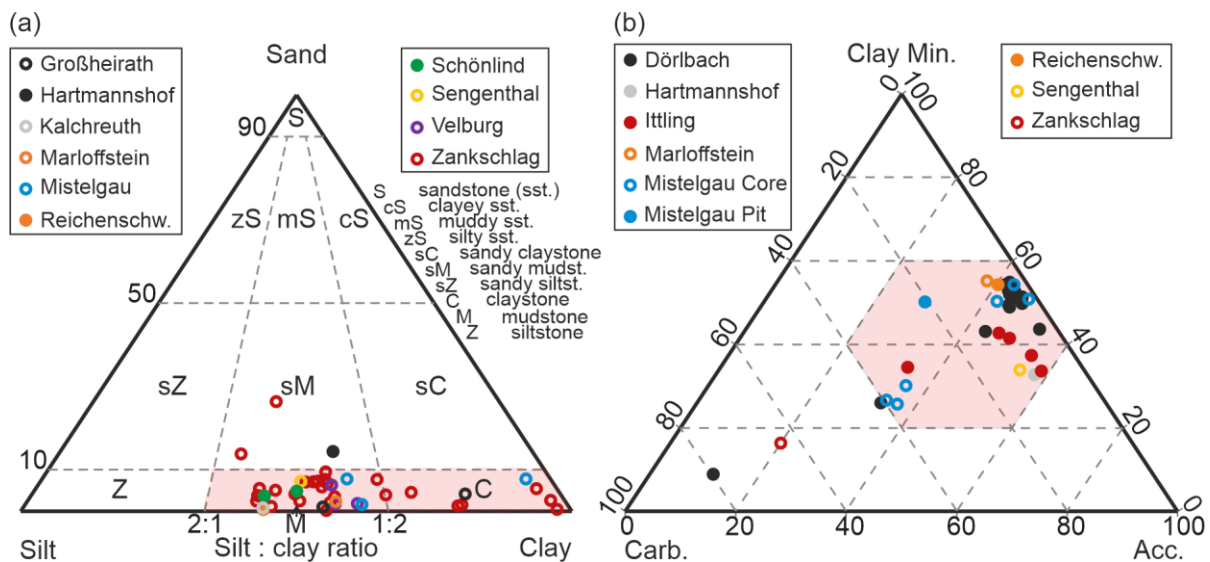 (a)
Sand
Großheirath
Hartmannshof
Kalchreuth
Marloffstein
Mistelgau
Reichenschw.
Schönlind
Sengenthal
Velburg
Zankschlag
90
S
zS mS cS
S sandstone (sst.)
cS clayey sst.
mS muddy sst.
zS silty sst.
sC sandy claystone
sM sandy mudst.
sZ sandy siltst.
C claystone
M mudstone
Z siltstone
50
sZ sM sC
10
Z C
2:1 M 1:2
Silt Silt : clay ratio Clay
(b)
Clay Min.
Dörlbach
Hartmannshof
Ittling
Marloffstein
Mistelgau Core
Mistelgau Pit
Reichenschw.
Sengenthal
Zankschlag
0 100
20 80
40 60
60 40
80 20
100 0
0 20 40 60 80 100
Carb. Acc.